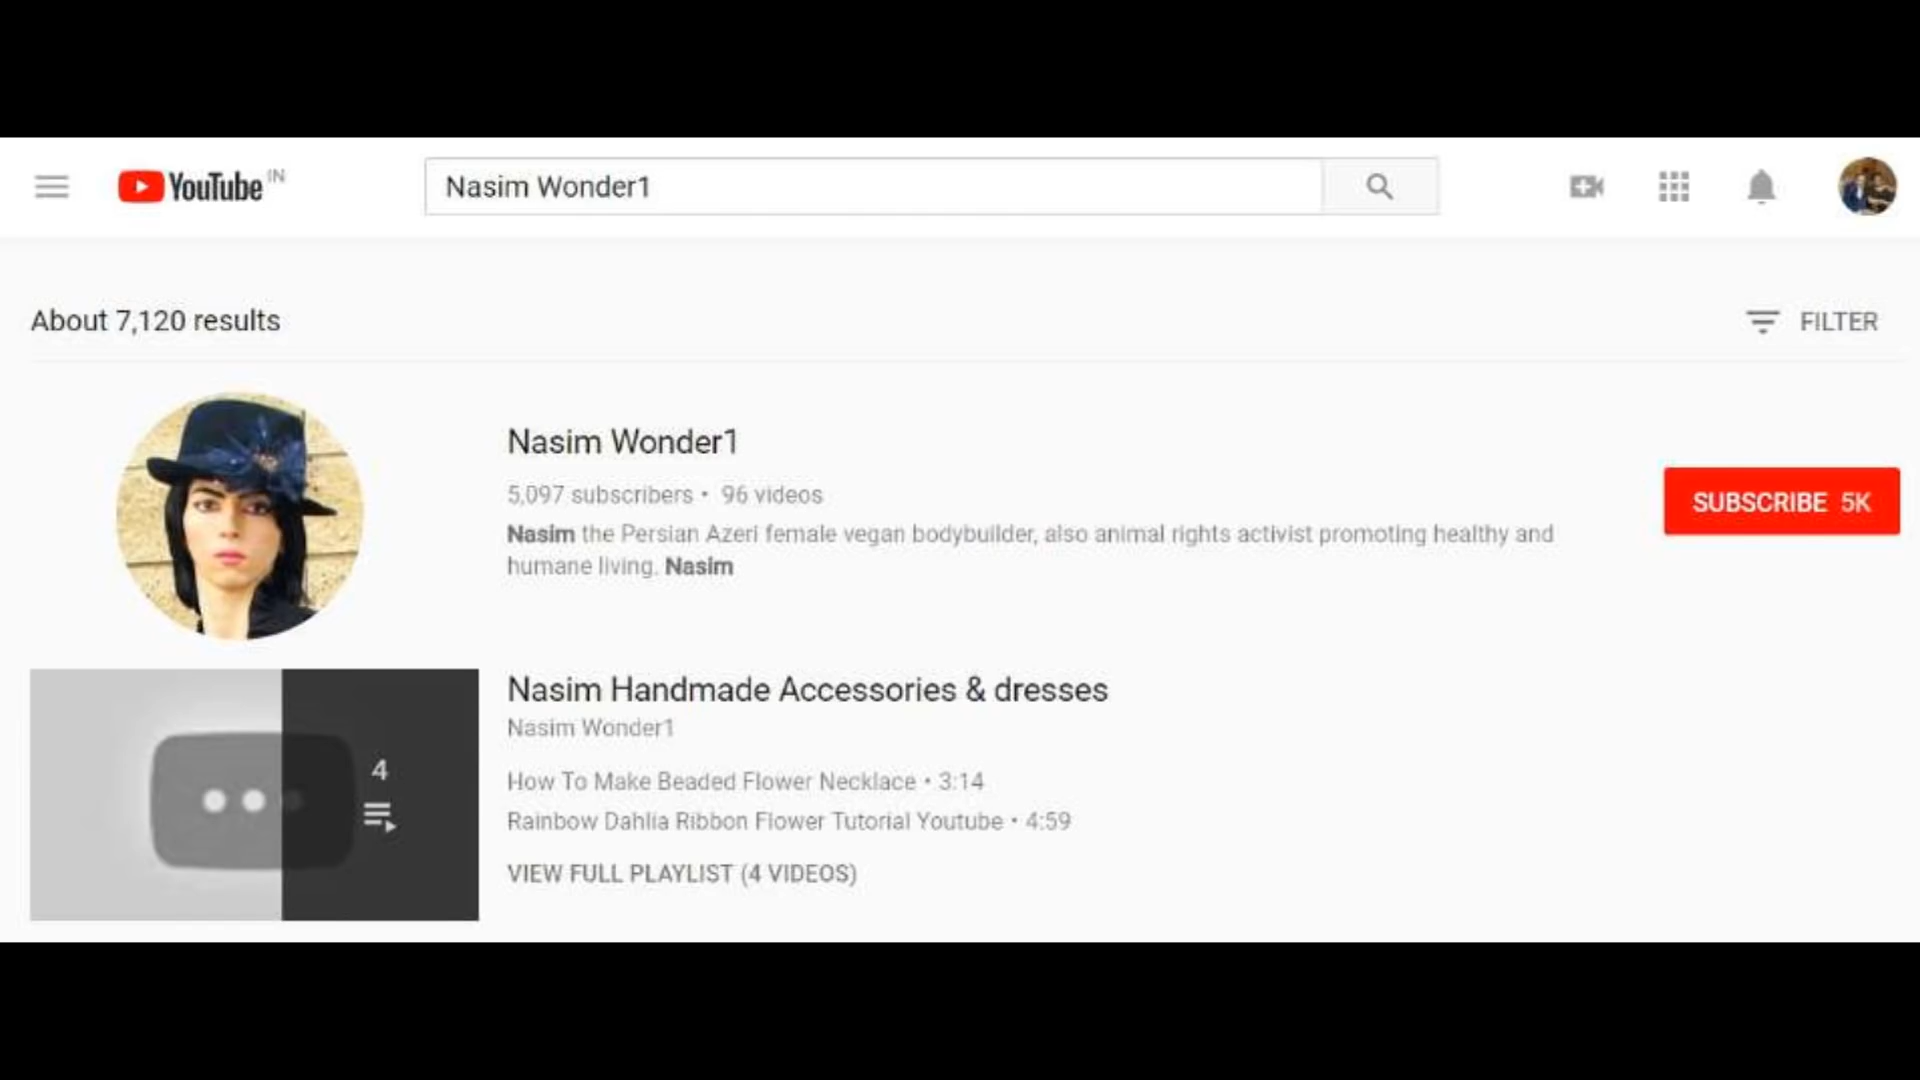 YouTube IN
Nasim Wonder1
About 7,120 results
FILTER
Nasim Wonder1
5,097 subscribers • 96 videos
SUBSCRIBE 5K
Nasim the Persian Azeri female vegan bodybuilder, also animal rights activist promoting healthy and
humane living. Nasim
Nasim Handmade Accessories & dresses
Nasim Wonder1
4
How To Make Beaded Flower Necklace • 3:14
Rainbow Dahlia Ribbon Flower Tutorial Youtube • 4:59
VIEW FULL PLAYLIST (4 VIDEOS)